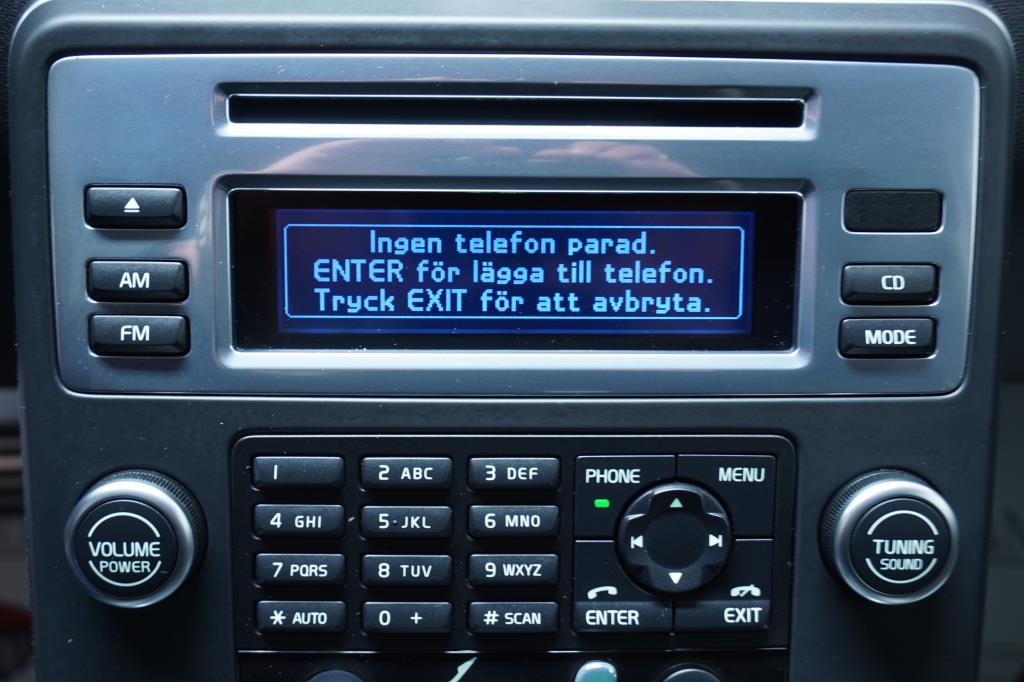 Ingen telefon parad.
ENTER för lägga till telefon.
Tryck EXIT för att avbryta.
AM
FM
CD
MODE
1
2 ABC
3 DEF
4 GHI
5 JKL
6 MNO
7 PQRS
8 TUV
9 WXYZ
* AUTO
0 +
# SCAN
PHONE
MENU
ENTER
EXIT
VOLUME
POWER
TUNING
SOUND